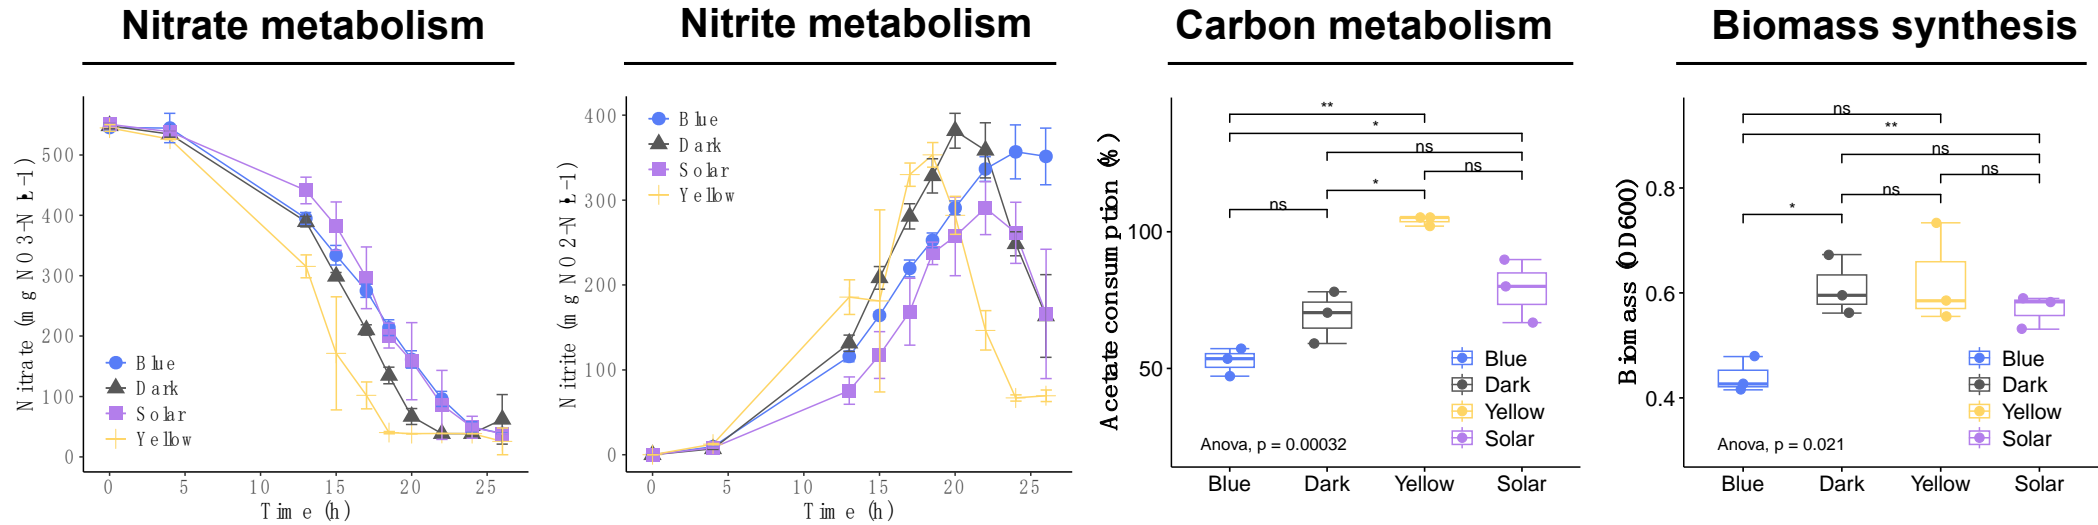 Nitrate metabolism
Nitrate (mg NO3-N•L-1)
500
400
300
200
100
0
Blue
Dark
Solar
Yellow
0 5 10 15 20 25
Time (h)
Nitrite metabolism
Nitrite (mg NO2-N•L-1)
400
300
200
100
0
Blue
Dark
Solar
Yellow
0 5 10 15 20 25
Time (h)
Carbon metabolism
Acetate consumption (%)
100
50
**
*
ns
ns
*
ns
Blue
Dark
Yellow
Solar
Anova, p = 0.00032
Blue Dark Yellow Solar
Biomass synthesis
Biomass (OD600)
0.8
0.6
0.4
ns
**
ns
ns
ns
*
Blue
Dark
Yellow
Solar
Anova, p = 0.021
Blue Dark Yellow Solar